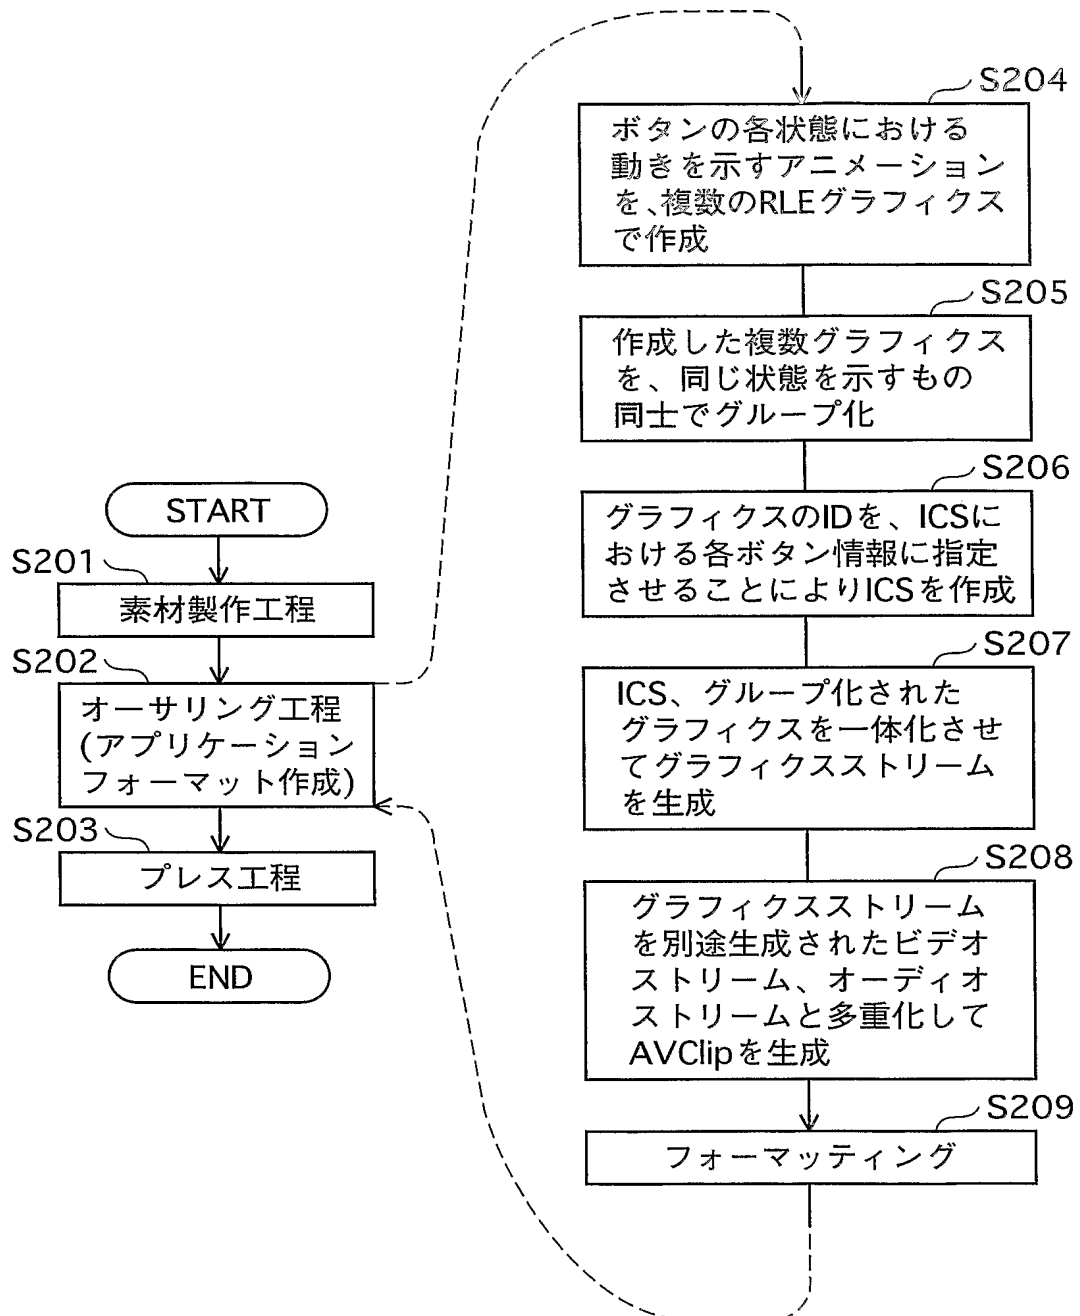 START
S201
素材製作工程
S202
オーサリング工程
(アプリケーション
フォーマット作成)
S203
プレス工程
END
S204
ボタンの各状態における
動きを示すアニメーション
を、複数のRLEグラフィクス
で作成
S205
作成した複数グラフィクス
を、同じ状態を示すもの
同士でグループ化
S206
グラフィクスのIDを、ICSに
おける各ボタン情報に指定
させることによりICSを作成
S207
ICS、グループ化された
グラフィクスを一体化させ
てグラフィクスストリーム
を生成
S208
グラフィクスストリーム
を別途生成されたビデオ
ストリーム、オーディオ
ストリームと多重化して
AVClipを生成
S209
フォーマッティング